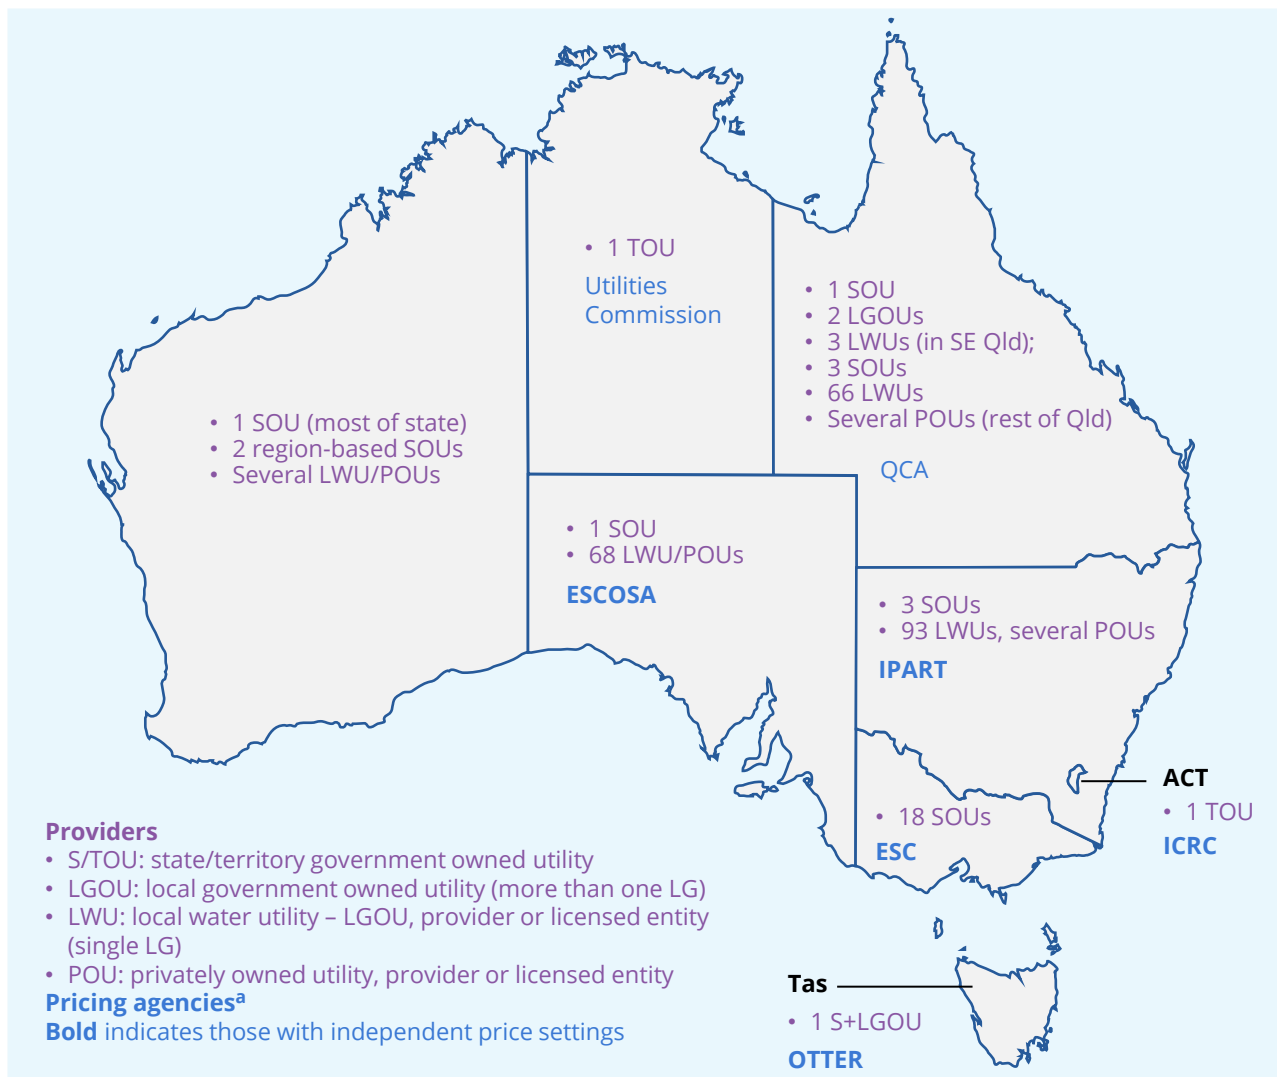 • 1 TOU
Utilities
Commission
• 1 SOU
• 2 LGOUs
• 3 LWUs (in SE Qld);
• 3 SOUs
• 66 LWUs
• Several POUs (rest of Qld)
QCA
• 1 SOU (most of state)
• 2 region-based SOUs
• Several LWU/POUs
• 1 SOU
• 68 LWU/POUs
ESCOSA
• 3 SOUs
• 93 LWUs, several POUs
IPART
ACT
• 1 TOU
ICRC
• 18 SOUs
ESC
Providers
• S/TOU: state/territory government owned utility
• LGOU: local government owned utility (more than one LG)
• LWU: local water utility – LGOU, provider or licensed entity
(single LG)
• POU: privately owned utility, provider or licensed entity
Pricing agenciesª
Bold indicates those with independent price settings
Tas
• 1 S+LGOU
OTTER